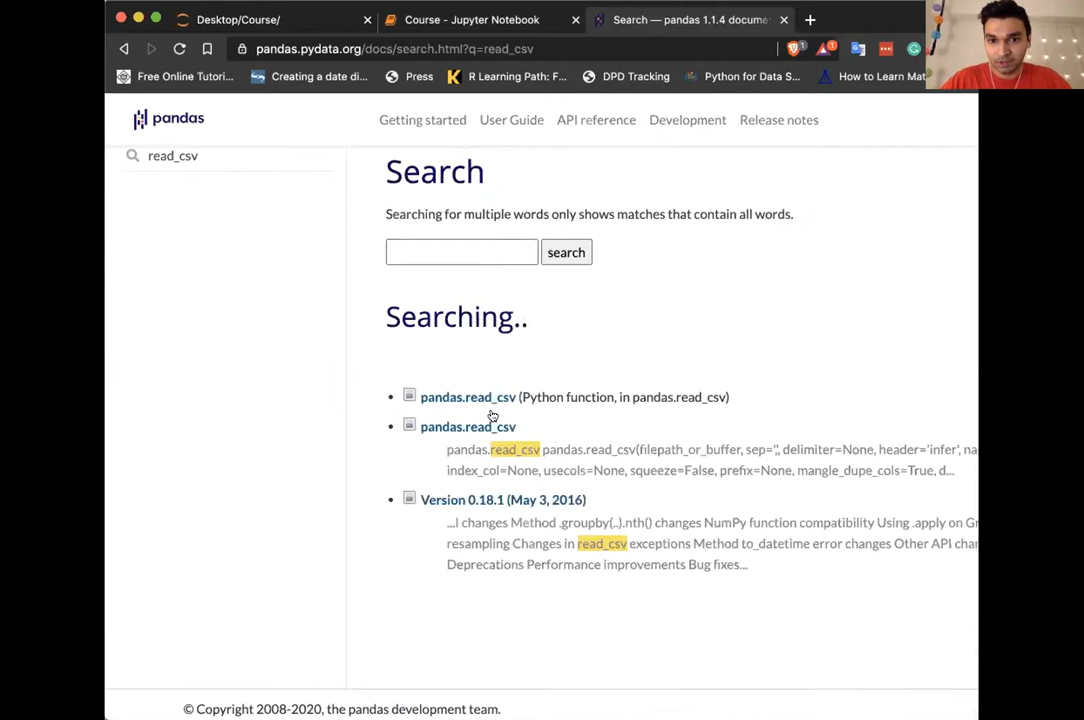 Desktop/Course/
Course - Jupyter Notebook
Search — pandas 1.1.4 docume
pandas.pydata.org/docs/search.html?q=read_csv
1
Free Online Tutori...
Creating a date di...
Press
R Learning Path: F...
DPD Tracking
Python for Data S...
How to Learn Mat
pandas
Getting started
User Guide
API reference
Development
Release notes
read_csv
Search
Searching for multiple words only shows matches that contain all words.
search
Searching..
pandas.read_csv (Python function, in pandas.read_csv)
pandas.read_csv
pandas.read_csv pandas.read_csv(filepath_or_buffer, sep=',', delimiter=None, header='infer', na
index_col=None, usecols=None, squeeze=False, prefix=None, mangle_dupe_cols=True, d...
Version 0.18.1 (May 3, 2016)
...l changes Method .groupby(..).nth() changes NumPy function compatibility Using .apply on Gr
resampling Changes in read_csv exceptions Method to_datetime error changes Other API char
Deprecations Performance improvements Bug fixes...
© Copyright 2008-2020, the pandas development team.